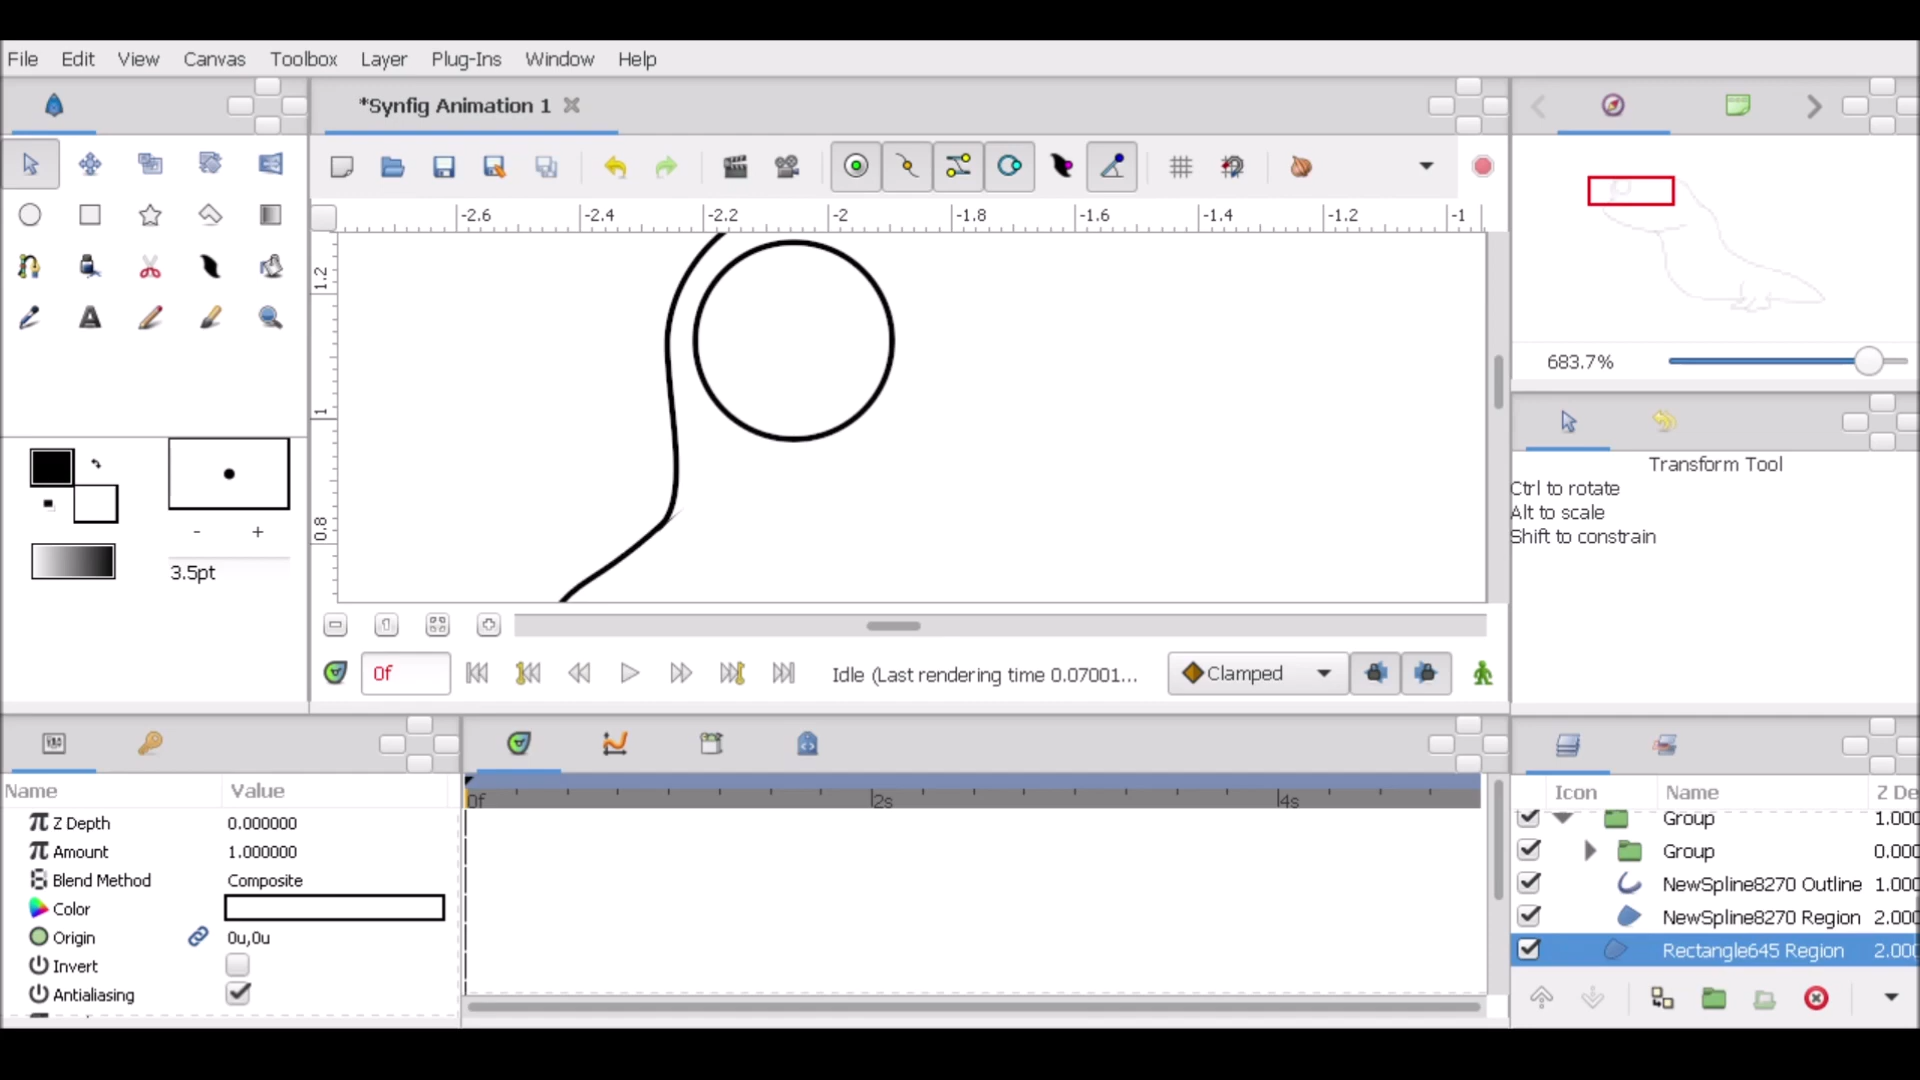 File Edit View Canvas Toolbox Layer Plug-Ins Window Help
*Synfig Animation 1
-2.6 -2.4 -2.2 -2 -1.8 -1.6 -1.4 -1.2 -1
1.2
1
0.8
683.7%
Transform Tool
Ctrl to rotate
Alt to scale
Shift to constrain
- +
3.5pt
0f
Idle (Last rendering time 0.07001...
Clamped
Name Value
Z Depth 0.000000
Amount 1.000000
Blend Method Composite
Color
Origin 0u,0u
Invert
Antialiasing
0f 2s 4s
Icon Name Z De
Group 1.000
Group 0.000
NewSpline8270 Outline 1.000
NewSpline8270 Region 2.000
Rectangle645 Region 2.000